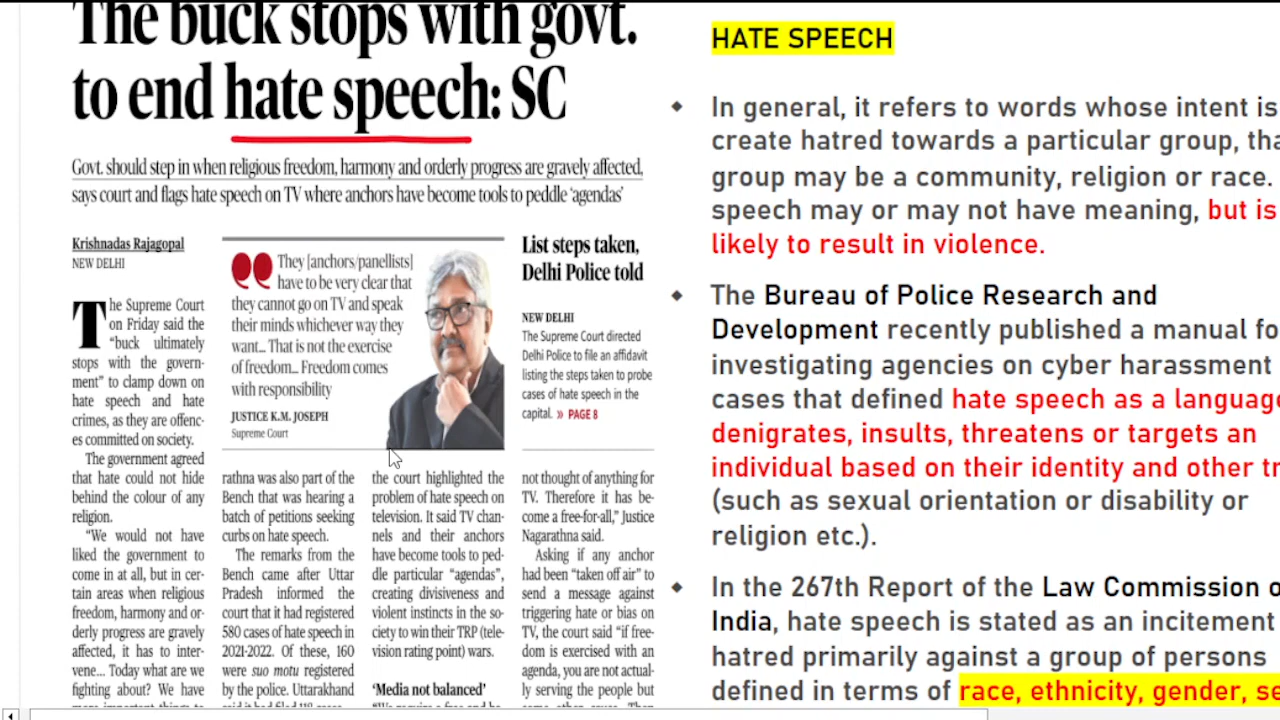 The buck stops with govt.
to end hate speech: SC
Govt. should step in when religious freedom, harmony and orderly progress are gravely affected,
says court and flags hate speech on TV where anchors have become tools to peddle ‘agendas’
Krishnadas Rajagopal
NEW DELHI
The Supreme Court
on Friday said the
“buck ultimately
stops with the govern-
ment” to clamp down on
hate speech and hate
crimes, as they are offenc-
es committed on society.
The government agreed
that hate could not hide
behind the colour of any
religion.
“We would not have
liked the government to
come in at all, but in cer-
tain areas when religious
freedom, harmony and or-
derly progress are gravely
affected, it has to inter-
vene... Today what are we
fighting about? We have
more important things to
They [anchors/panellists]
have to be very clear that
they cannot go on TV and speak
their minds whichever way they
want... That is not the exercise
of freedom... Freedom comes
with responsibility
JUSTICE K.M. JOSEPH
Supreme Court
rathna was also part of the
Bench that was hearing a
batch of petitions seeking
curbs on hate speech.
The remarks from the
Bench came after Uttar
Pradesh informed the
court that it had registered
580 cases of hate speech in
2021-2022. Of these, 160
were suo motu registered
by the police. Uttarakhand
said it had filed 118 cases
the court highlighted the
problem of hate speech on
television. It said TV chan-
nels and their anchors
have become tools to ped-
dle particular “agendas”,
creating divisiveness and
violent instincts in the so-
ciety to win their TRP (tele-
vision rating point) wars.
‘Media not balanced’
“We require a free and
List steps taken,
Delhi Police told
NEW DELHI
The Supreme Court directed
Delhi Police to file an affidavit
listing the steps taken to probe
cases of hate speech in the
capital. » PAGE 8
not thought of anything for
TV. Therefore it has be-
come a free-for-all,” Justice
Nagarathna said.
Asking if any anchor
had been “taken off air” to
send a message against
triggering hate or bias on
TV, the court said “if free-
dom is exercised with an
agenda, you are not actual-
ly serving the people but
some other cause. Then
HATE SPEECH
◆ In general, it refers to words whose intent is
create hatred towards a particular group, tha
group may be a community, religion or race.
speech may or may not have meaning, but is
likely to result in violence.
◆ The Bureau of Police Research and
Development recently published a manual fo
investigating agencies on cyber harassment
cases that defined hate speech as a language
denigrates, insults, threatens or targets an
individual based on their identity and other tr
(such as sexual orientation or disability or
religion etc.).
◆ In the 267th Report of the Law Commission o
India, hate speech is stated as an incitement
hatred primarily against a group of persons
defined in terms of race, ethnicity, gender, se